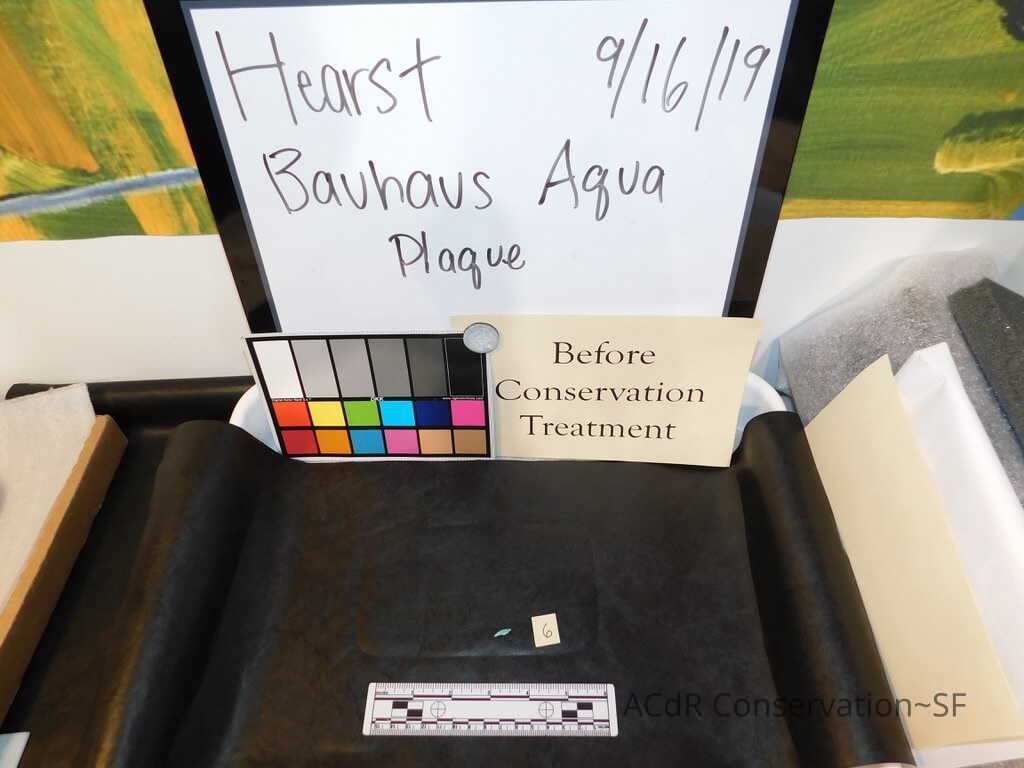 Hearst 9/16/19
Bauhaus Aqua
Plaque
Before
Conservation
Treatment
6
ACdR Conservation~SF